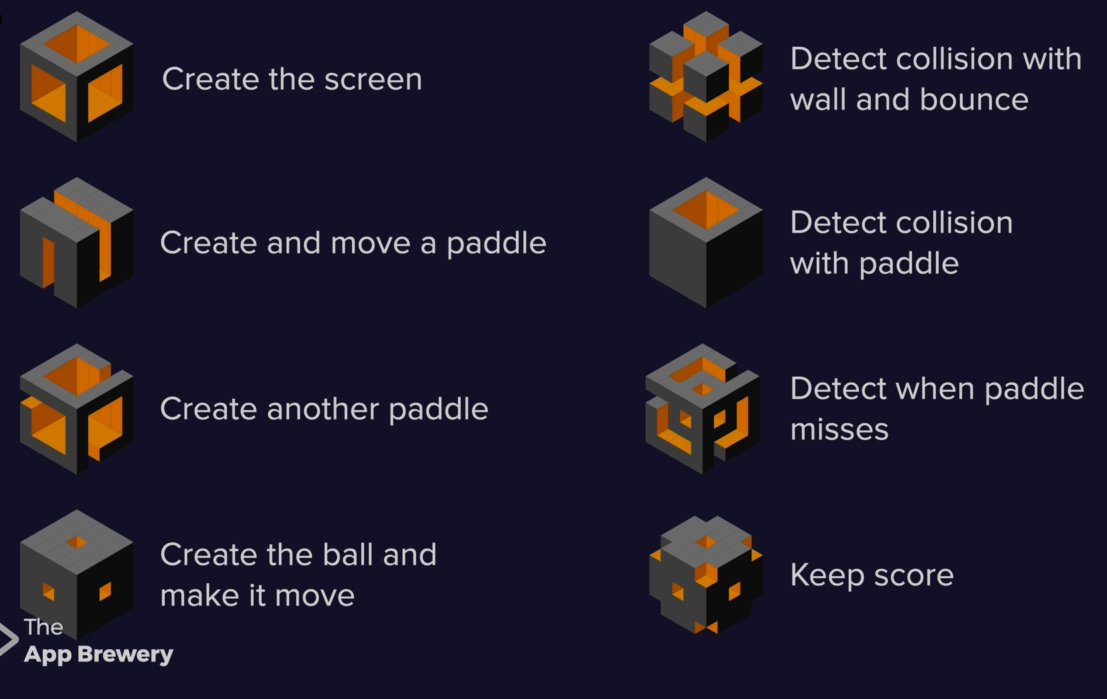 Create the screen
Create and move a paddle
Create another paddle
Create the ball and
make it move
Detect collision with
wall and bounce
Detect collision
with paddle
Detect when paddle
misses
Keep score
The
App Brewery